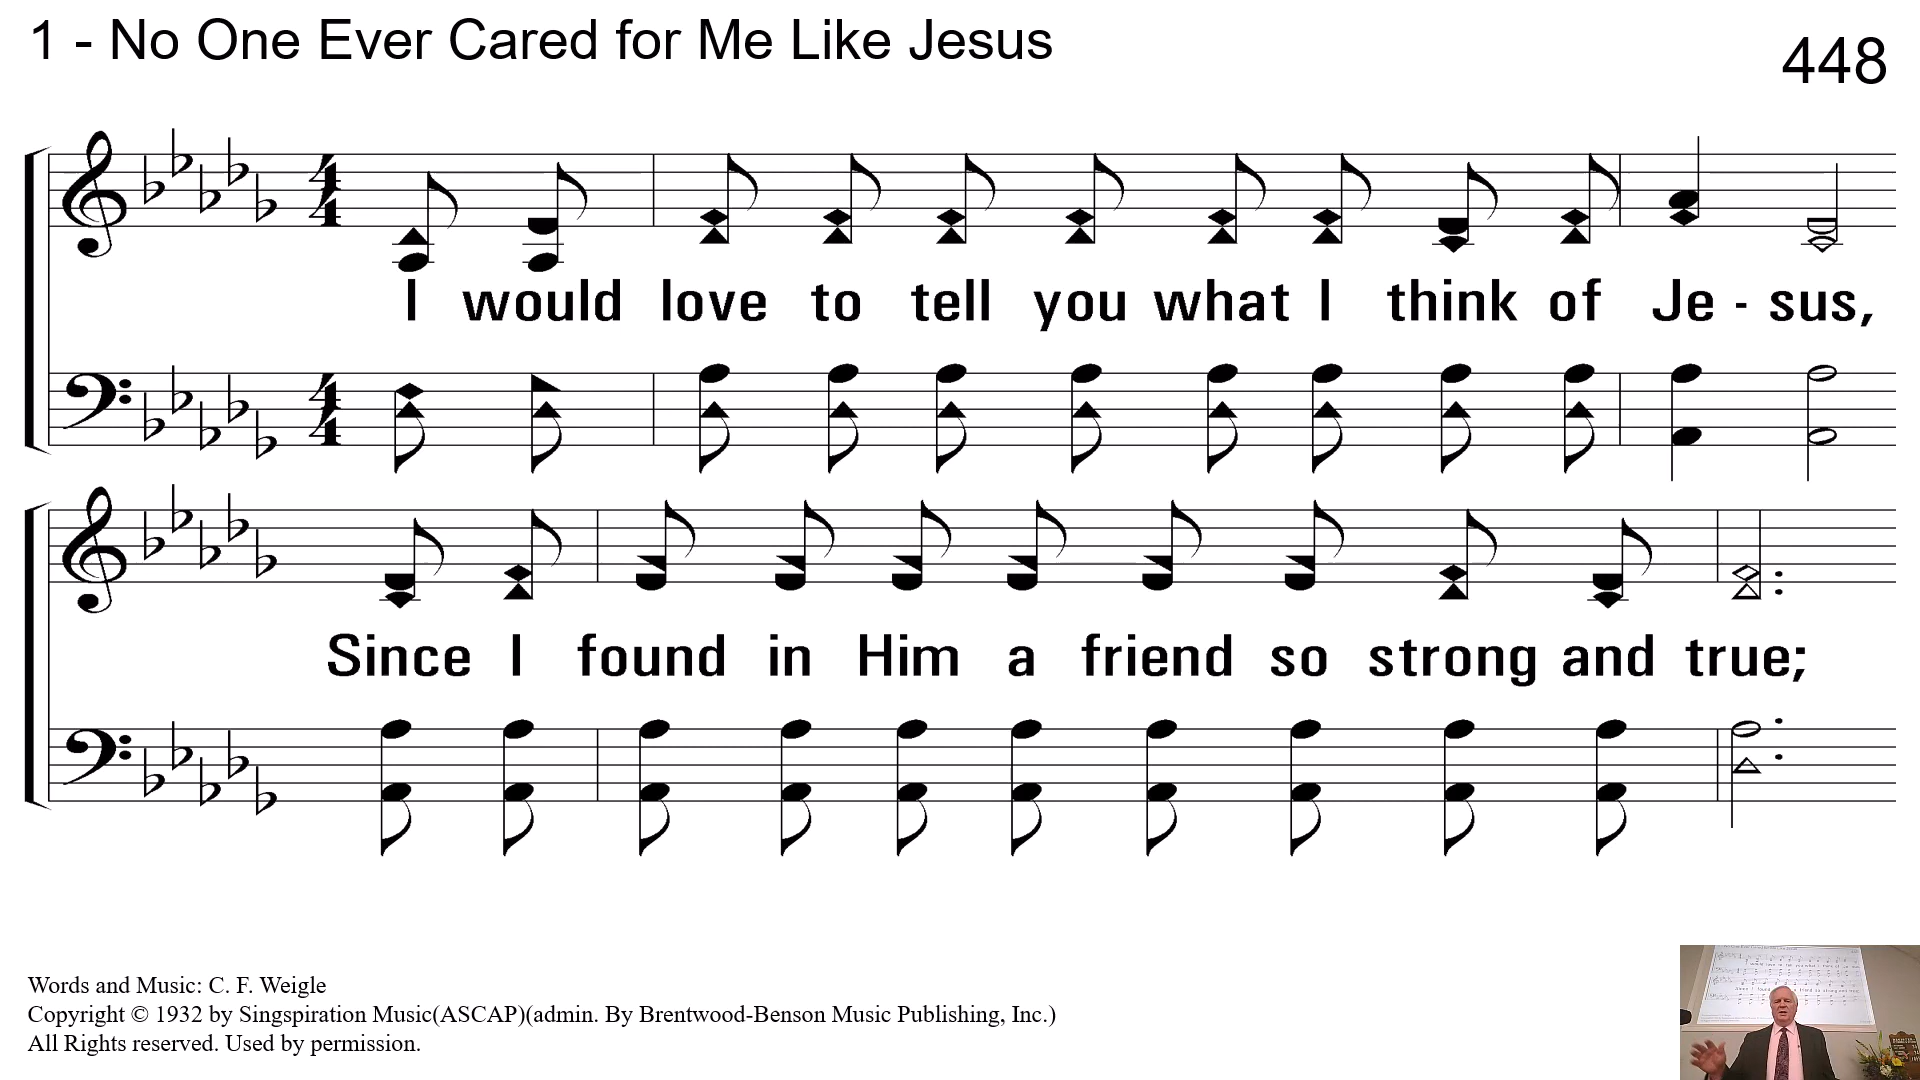 1 - No One Ever Cared for Me Like Jesus
448
I would love to tell you what I think of Je - sus,
Since I found in Him a friend so strong and true;
Words and Music: C. F. Weigle
Copyright © 1932 by Singspiration Music(ASCAP)(admin. By Brentwood-Benson Music Publishing, Inc.)
All Rights reserved. Used by permission.